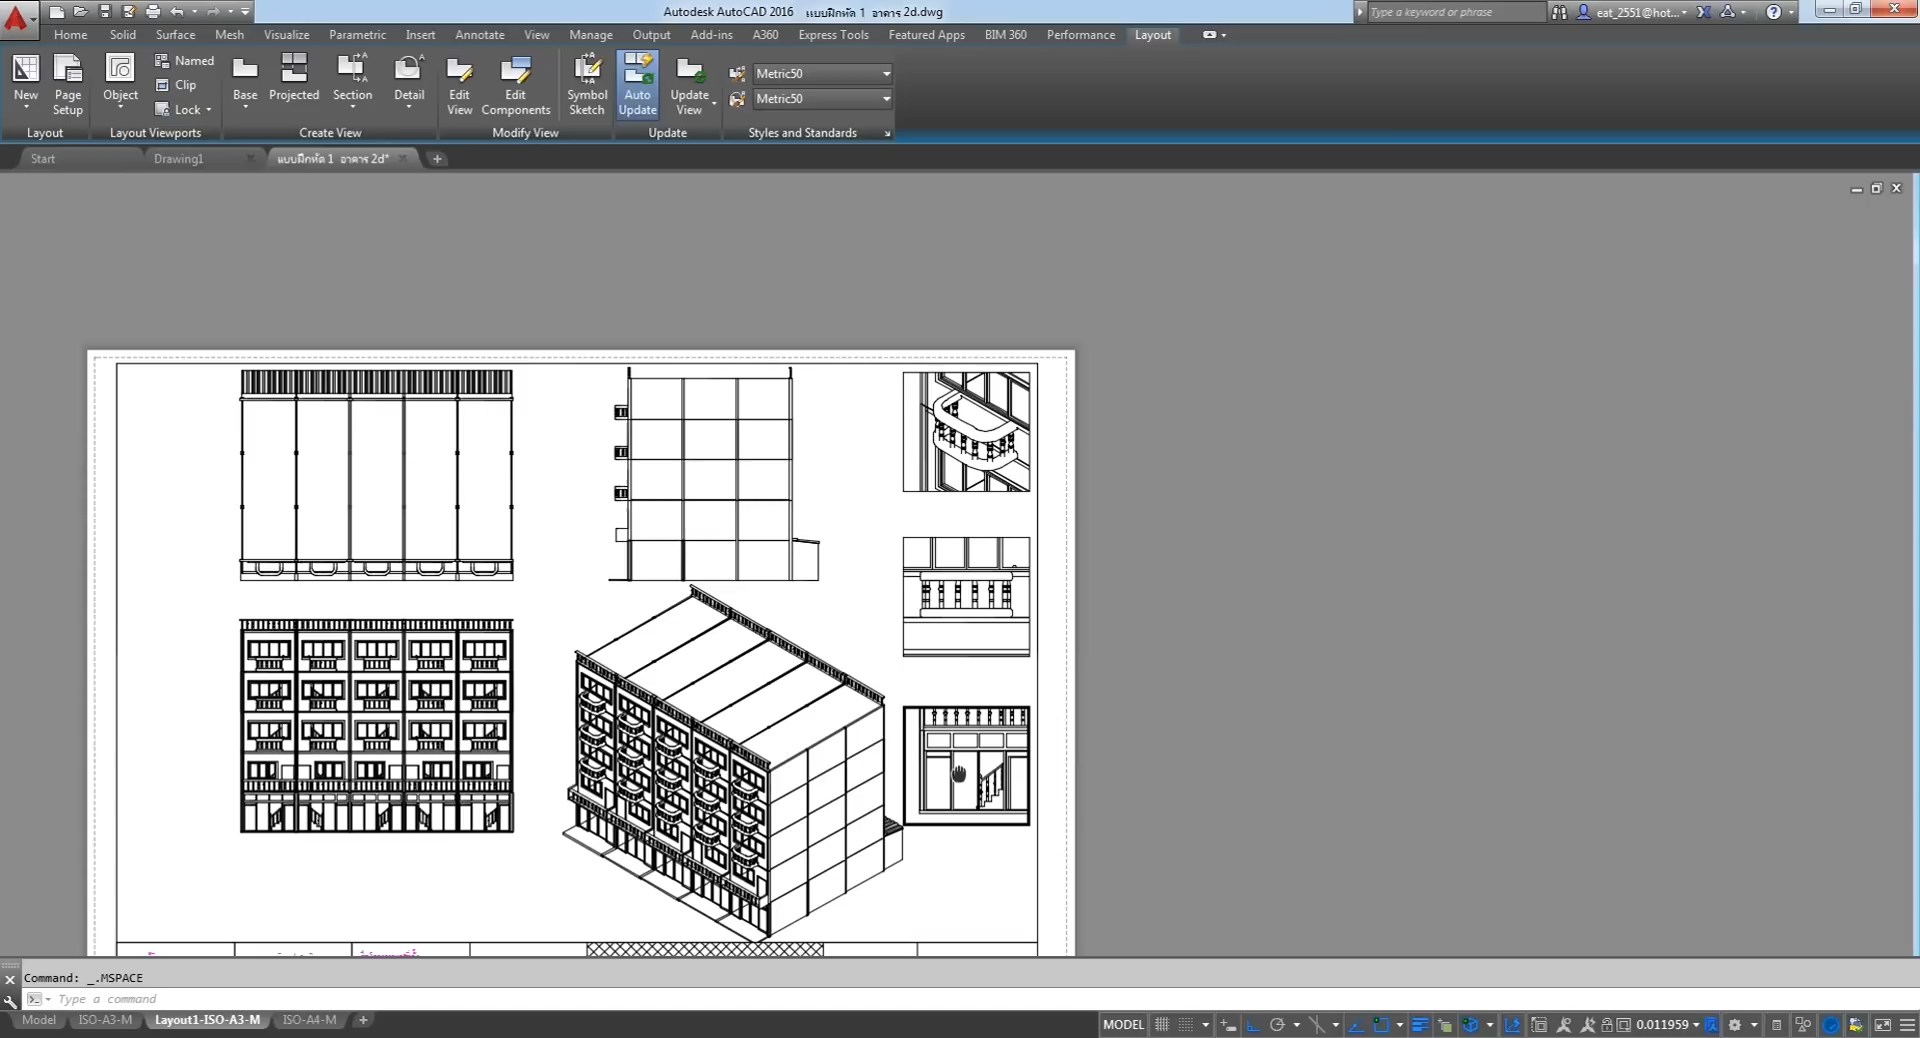 Autodesk AutoCAD 2016 แบบฝึกหัด 1 อาคาร 2d.dwg
Type a keyword or phrase
eat_2551@hot...
Home Solid Surface Mesh Visualize Parametric Insert Annotate View Manage Output Add-ins A360 Express Tools Featured Apps BIM 360 Performance Layout
New
Page Setup
Object
Named
Clip
Lock
Base
Projected
Section
Detail
Edit View
Edit Components
Symbol Sketch
Auto Update
Update View
Metric50
Metric50
Layout Layout Viewports Create View Modify View Update Styles and Standards
Start Drawing1 แบบฝึกหัด 1 อาคาร 2d*
Command: _.MSPACE
Type a command
Model ISO-A3-M Layout1-ISO-A3-M ISO-A4-M
MODEL 0.011959